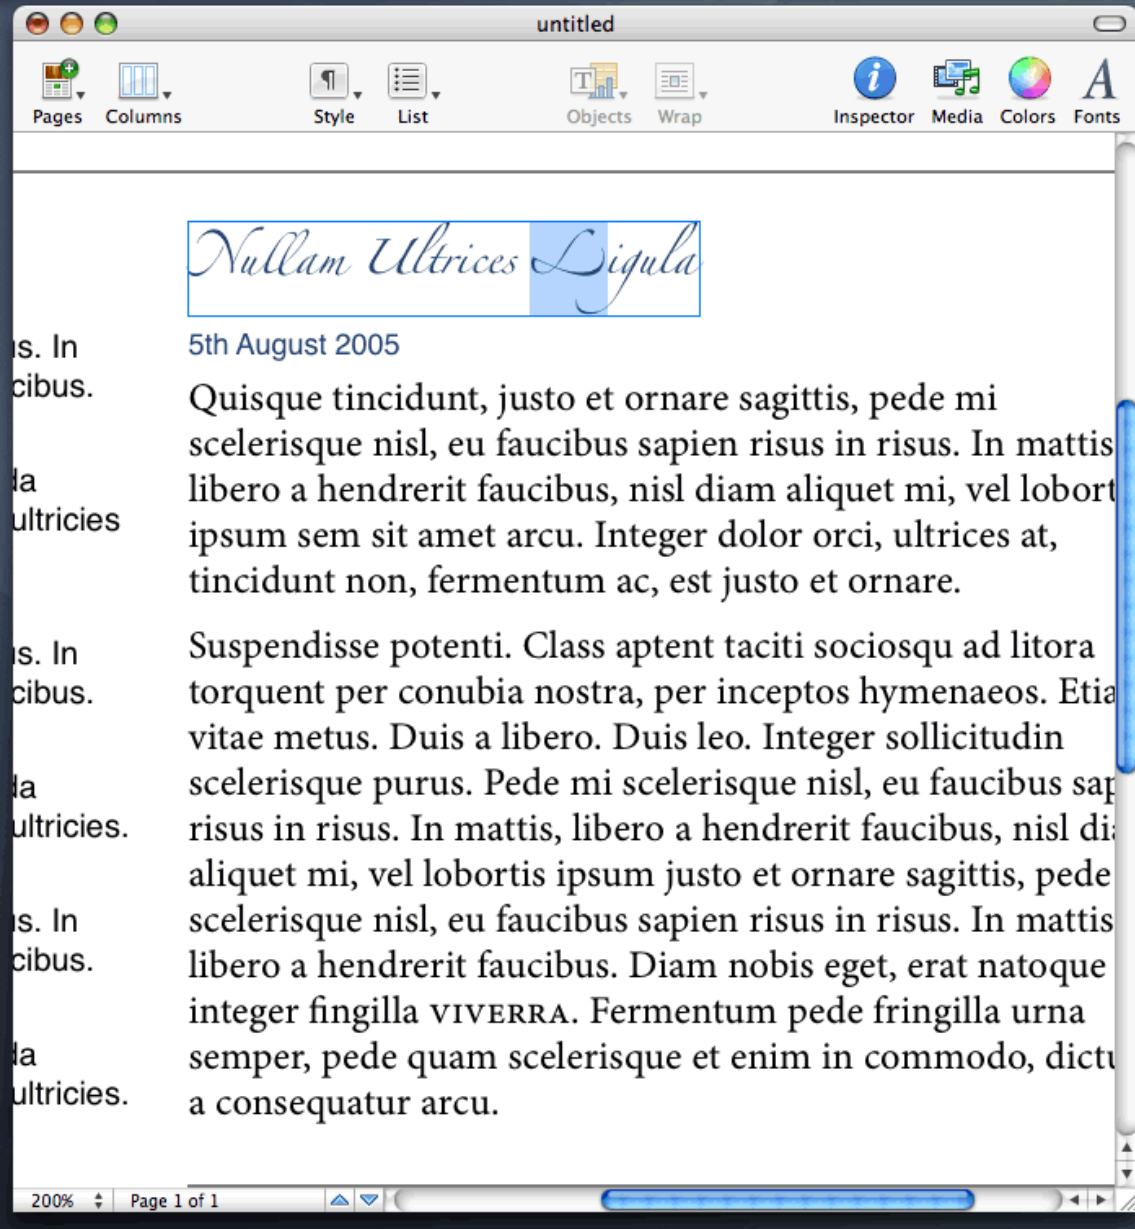 untitled
Pages Columns Style List Objects Wrap Inspector Media Colors Fonts
Nullam Ultrices Ligula
5th August 2005
Quisque tincidunt, justo et ornare sagittis, pede mi
scelerisque nisl, eu faucibus sapien risus in risus. In mattis
libero a hendrerit faucibus, nisl diam aliquet mi, vel lobort
ipsum sem sit amet arcu. Integer dolor orci, ultrices at,
tincidunt non, fermentum ac, est justo et ornare.
Suspendisse potenti. Class aptent taciti sociosqu ad litora
torquent per conubia nostra, per inceptos hymenaeos. Etia
vitae metus. Duis a libero. Duis leo. Integer sollicitudin
scelerisque purus. Pede mi scelerisque nisl, eu faucibus sap
risus in risus. In mattis, libero a hendrerit faucibus, nisl dia
aliquet mi, vel lobortis ipsum justo et ornare sagittis, pede
scelerisque nisl, eu faucibus sapien risus in risus. In mattis
libero a hendrerit faucibus. Diam nobis eget, erat natoque
integer fingilla VIVERRA. Fermentum pede fringilla urna
semper, pede quam scelerisque et enim in commodo, dictu
a consequatur arcu.
us. In
cibus.
da
ultricies
us. In
cibus.
da
ultricies.
us. In
cibus.
da
ultricies.
200% Page 1 of 1